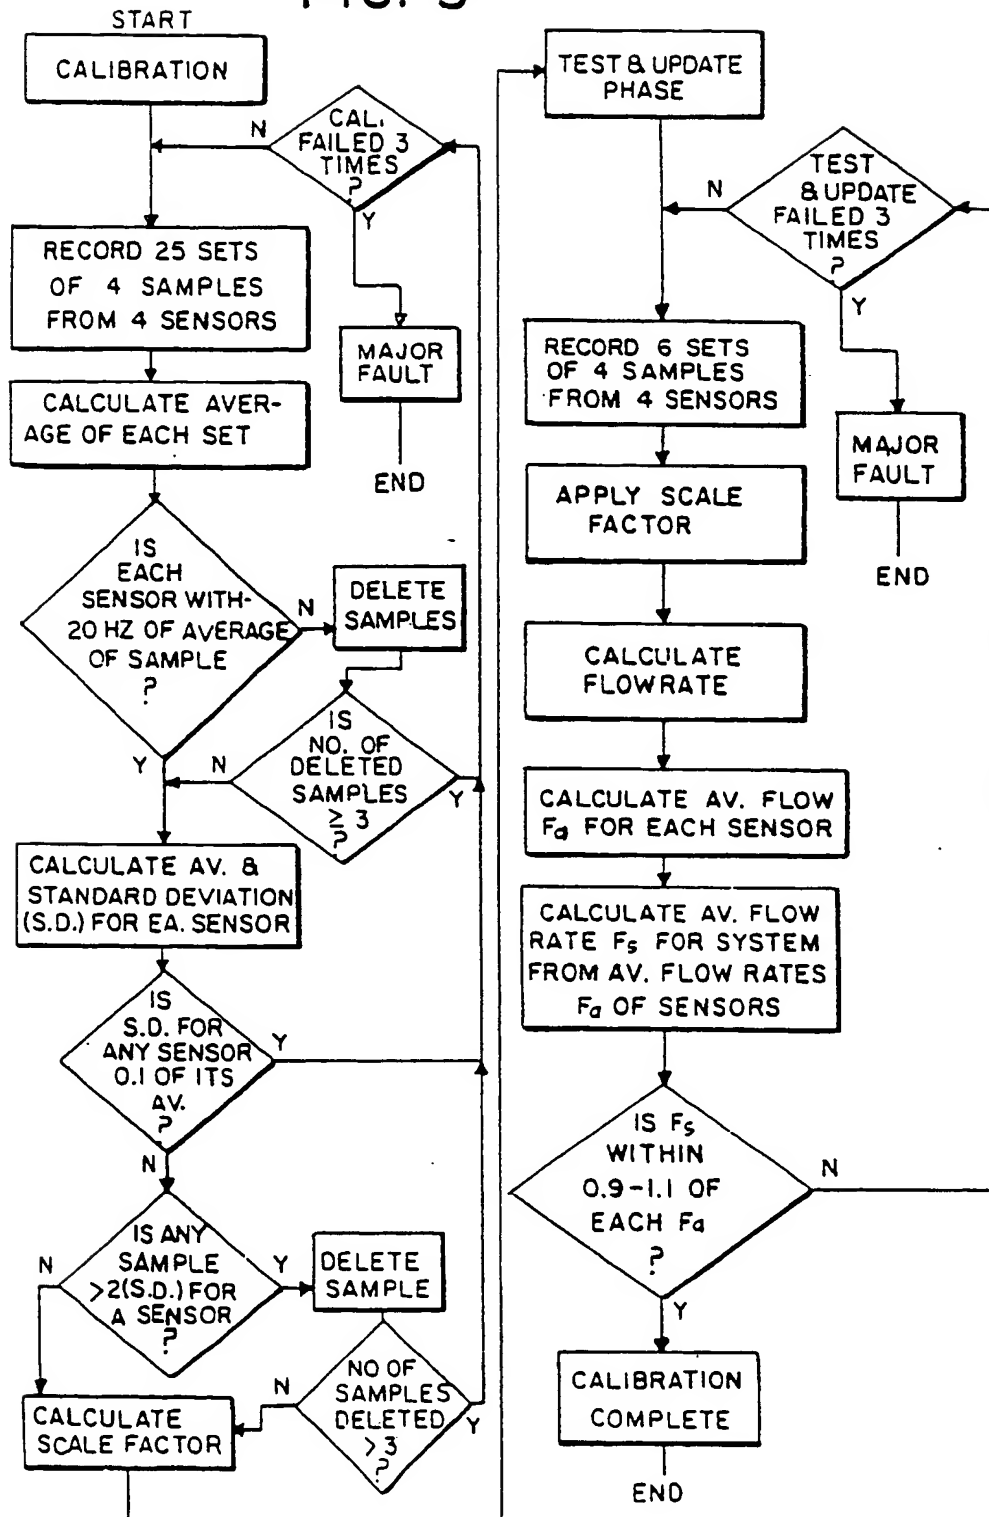 START
CALIBRATION
N
CAL.
FAILED 3
TIMES
?
Y
RECORD 25 SETS
OF 4 SAMPLES
FROM 4 SENSORS
MAJOR
FAULT
END
CALCULATE AVER-
AGE OF EACH SET
IS
EACH
SENSOR WITH-
20 HZ OF AVERAGE
OF SAMPLE
?
N
DELETE
SAMPLES
Y
N
IS
NO. OF
DELETED
SAMPLES
≥ 3
?
Y
CALCULATE AV. &
STANDARD DEVIATION
(S.D.) FOR EA. SENSOR
IS
S.D. FOR
ANY SENSOR
0.1 OF ITS
AV.
?
Y
N
IS ANY
SAMPLE
>2(S.D.) FOR
A SENSOR
?
N
Y
DELETE
SAMPLE
N
NO OF
SAMPLES
DELETED
>3
?
Y
CALCULATE
SCALE FACTOR
TEST & UPDATE
PHASE
N
TEST
& UPDATE
FAILED 3
TIMES
?
Y
RECORD 6 SETS
OF 4 SAMPLES
FROM 4 SENSORS
MAJOR
FAULT
END
APPLY SCALE
FACTOR
CALCULATE
FLOWRATE
CALCULATE AV. FLOW
Fa FOR EACH SENSOR
CALCULATE AV. FLOW
RATE Fs FOR SYSTEM
FROM AV. FLOW RATES
Fa OF SENSORS
IS Fs
WITHIN
0.9-1.1 OF
EACH Fa
?
N
Y
CALIBRATION
COMPLETE
END